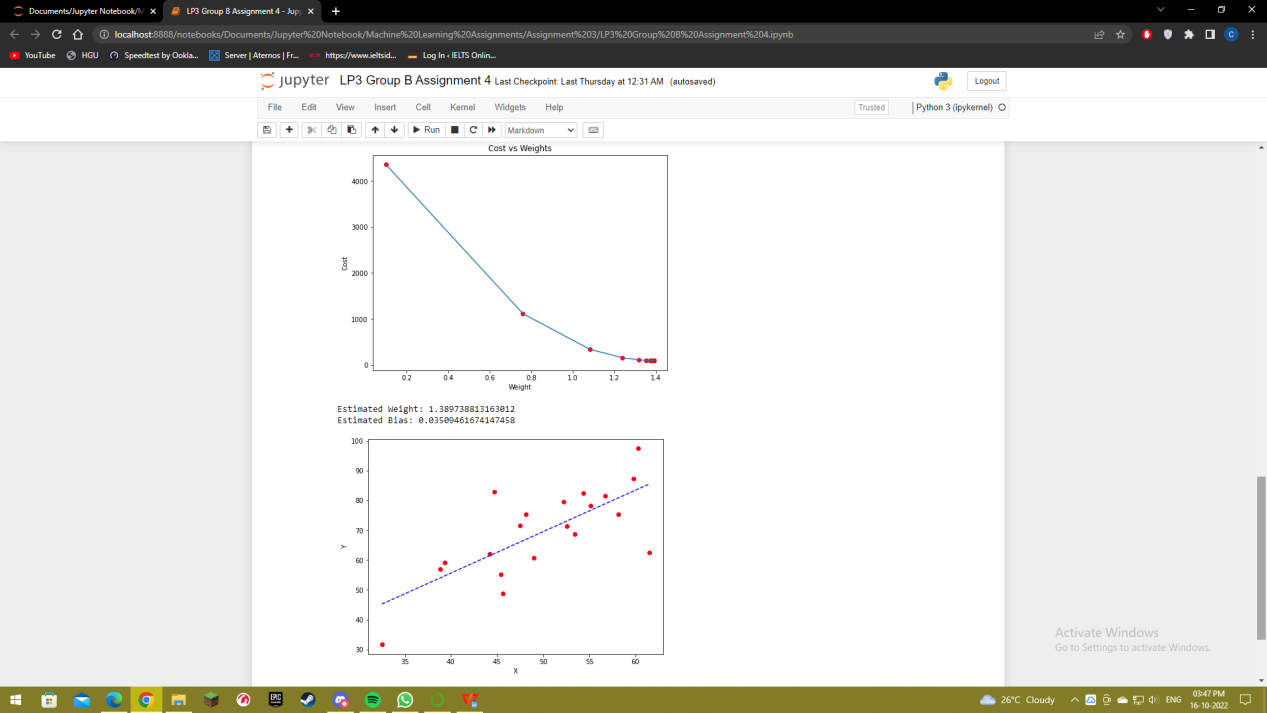 Documents/Jupyter Notebook/M
LP3 Group B Assignment 4 - Jup
localhost:8888/notebooks/Documents/Jupyter%20Notebook/Machine%20Learning%20Assignments/Assignment%203/LP3%20Group%20B%20Assignment%204.ipynb
C
YouTube
HGU
Speedtest by Ookla...
Server | Aternos | Fr...
https://www.ieltsid...
Log In ‹ IELTS Onlin...
jupyter LP3 Group B Assignment 4 Last Checkpoint: Last Thursday at 12:31 AM (autosaved)
Logout
File Edit View Insert Cell Kernel Widgets Help
Trusted
Python 3 (ipykernel)
Run
Markdown
Cost vs Weights
4000
3000
2000
1000
0
Cost
0.2 0.4 0.6 0.8 1.0 1.2 1.4
Weight
Estimated Weight: 1.389738813163012
Estimated Bias: 0.03509461674147458
100
90
80
70
60
50
40
30
Y
35 40 45 50 55 60
X
Activate Windows
Go to Settings to activate Windows.
EPIC
26°C Cloudy
ENG
03:47 PM
16-10-2022